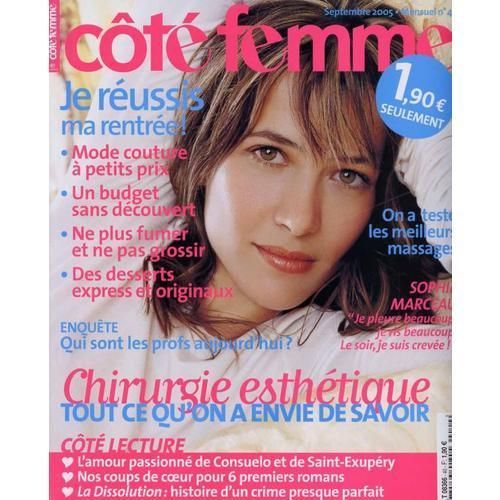 côté femme
Septembre 2005 • Mensuel n° 4
côté femme
1,90 €
SEULEMENT
Je réussis
ma rentrée !
• Mode couture
à petits prix
• Un budget
sans découvert
• Ne plus fumer
et ne pas grossir
• Des desserts
express et originaux
On a testé
les meilleurs
massages
SOPHIE
MARCEAU
"Je pleure beaucoup,
je ris beaucoup.
Le soir, je suis crevée !"
ENQUÊTE
Qui sont les profs aujourd'hui ?
Chirurgie esthétique
TOUT CE QU'ON A ENVIE DE SAVOIR
CÔTÉ LECTURE
♥ L'amour passionné de Consuelo et de Saint-Exupéry
♥ Nos coups de cœur pour 6 premiers romans
♥ La Dissolution : histoire d'un crime presque parfait